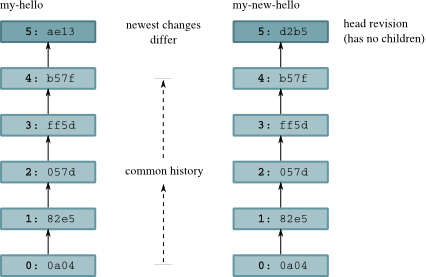 my-hello
my-new-hello
5: ae13
newest changes
differ
5: d2b5
head revision
(has no children)
4: b57f
4: b57f
3: ff5d
3: ff5d
2: 057d
common history
2: 057d
1: 82e5
1: 82e5
0: 0a04
0: 0a04